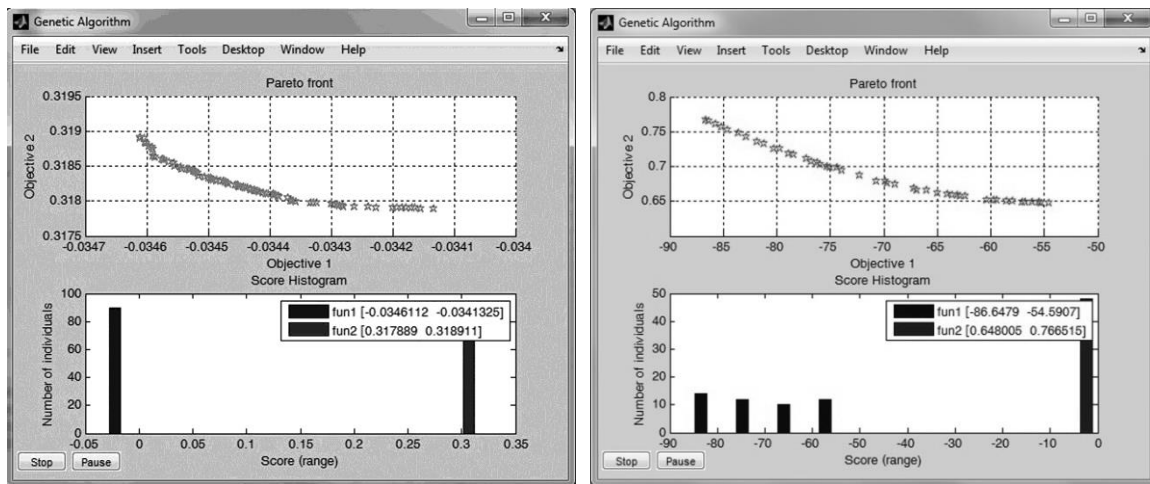 Genetic Algorithm
File Edit View Insert Tools Desktop Window Help
Pareto front
0.3195
0.319
0.3185
0.318
0.3175
Objective 2
-0.0347 -0.0346 -0.0345 -0.0344 -0.0343 -0.0342 -0.0341 -0.034
Objective 1
Score Histogram
100
80
60
40
20
0
Number of individuals
fun1 [-0.0346112 -0.0341325]
fun2 [0.317889 0.318911]
-0.05 0 0.05 0.1 0.15 0.2 0.25 0.3 0.35
Score (range)
Stop Pause
Genetic Algorithm
File Edit View Insert Tools Desktop Window Help
Pareto front
0.8
0.75
0.7
0.65
Objective 2
-90 -85 -80 -75 -70 -65 -60 -55 -50
Objective 1
Score Histogram
50
40
30
20
10
0
Number of individuals
fun1 [-86.6479 -54.5907]
fun2 [0.648005 0.766515]
-90 -80 -70 -60 -50 -40 -30 -20 -10 0
Score (range)
Stop Pause